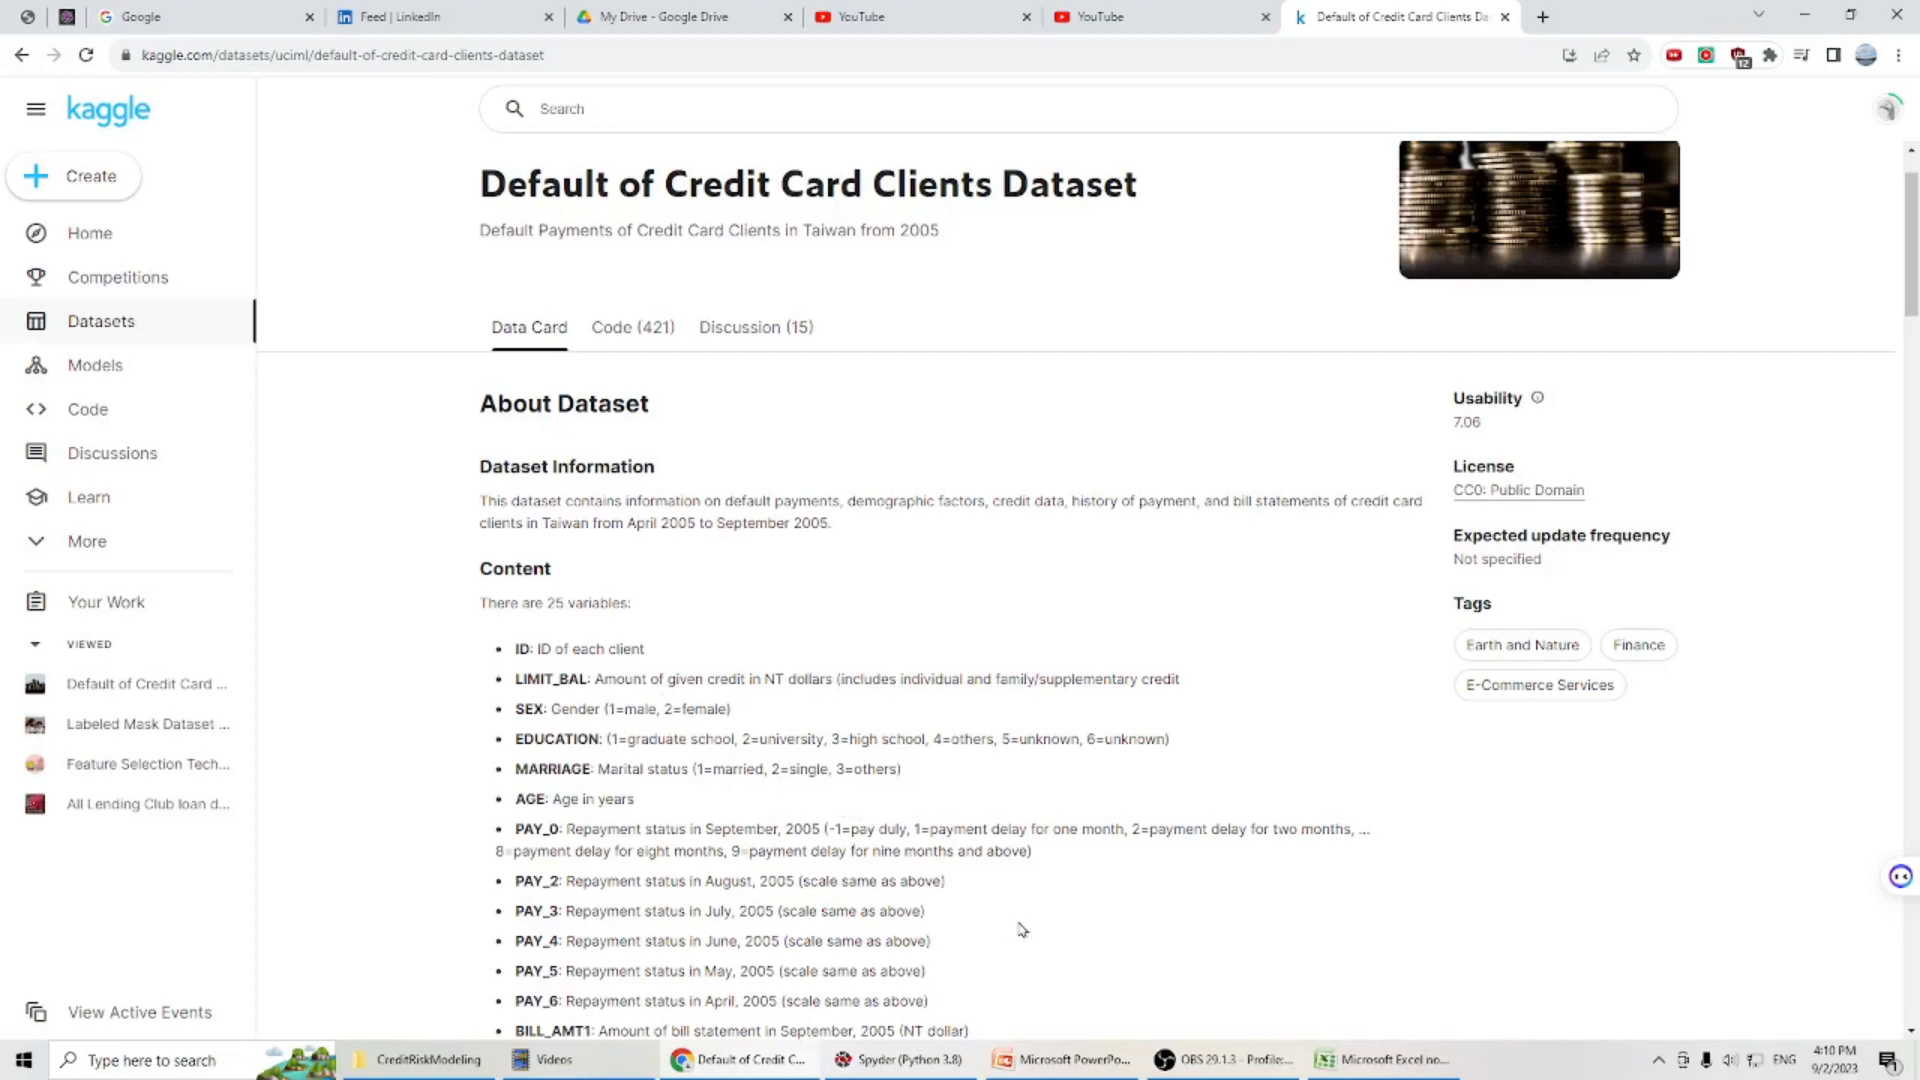 Google
Feed | LinkedIn
My Drive - Google Drive
YouTube
YouTube
Default of Credit Card Clients Da
kaggle.com/datasets/uciml/default-of-credit-card-clients-dataset
12
kaggle
Search
Create
Home
Competitions
Datasets
Models
Code
Discussions
Learn
More
Your Work
VIEWED
Default of Credit Card ...
Labeled Mask Dataset ...
Feature Selection Tech...
All Lending Club loan d...
View Active Events
Default of Credit Card Clients Dataset
Default Payments of Credit Card Clients in Taiwan from 2005
Data Card Code (421) Discussion (15)
About Dataset
Dataset Information
This dataset contains information on default payments, demographic factors, credit data, history of payment, and bill statements of credit card
clients in Taiwan from April 2005 to September 2005.
Content
There are 25 variables:
• ID: ID of each client
• LIMIT_BAL: Amount of given credit in NT dollars (includes individual and family/supplementary credit
• SEX: Gender (1=male, 2=female)
• EDUCATION: (1=graduate school, 2=university, 3=high school, 4=others, 5=unknown, 6=unknown)
• MARRIAGE: Marital status (1=married, 2=single, 3=others)
• AGE: Age in years
• PAY_0: Repayment status in September, 2005 (-1=pay duly, 1=payment delay for one month, 2=payment delay for two months, ...
8=payment delay for eight months, 9=payment delay for nine months and above)
• PAY_2: Repayment status in August, 2005 (scale same as above)
• PAY_3: Repayment status in July, 2005 (scale same as above)
• PAY_4: Repayment status in June, 2005 (scale same as above)
• PAY_5: Repayment status in May, 2005 (scale same as above)
• PAY_6: Repayment status in April, 2005 (scale same as above)
• BILL_AMT1: Amount of bill statement in September, 2005 (NT dollar)
Usability
7.06
License
CC0: Public Domain
Expected update frequency
Not specified
Tags
Earth and Nature
Finance
E-Commerce Services
Type here to search
CreditRiskModeling
Videos
Default of Credit C...
Spyder (Python 3.8)
Microsoft PowerPo...
OBS 29.1.3 - Profile:...
Microsoft Excel no...
ENG
4:10 PM
9/2/2023
1